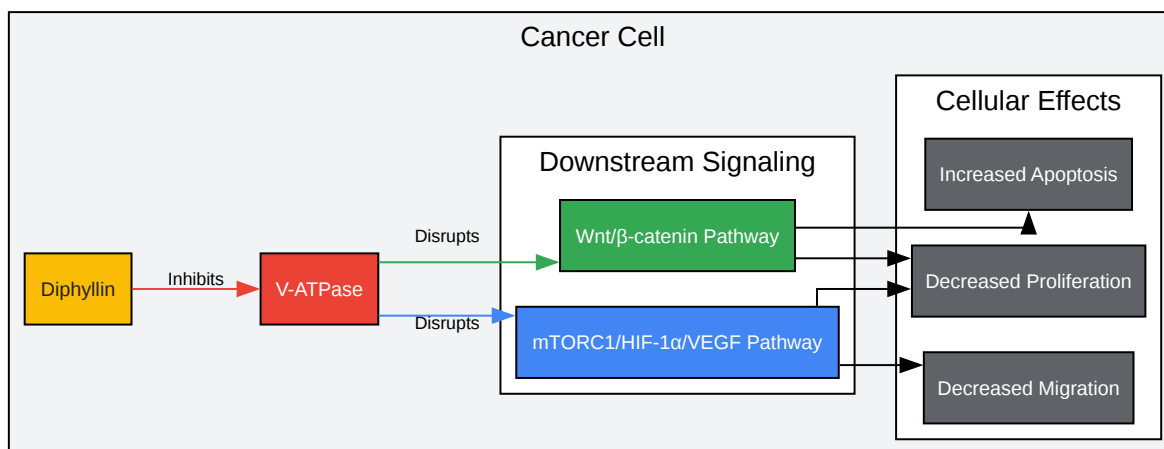 Cancer Cell
Cellular Effects
Downstream Signaling
Increased Apoptosis
Wnt/β-catenin Pathway
Disrupts
Diphyllin
Inhibits
V-ATPase
Decreased Proliferation
Disrupts
mTORC1/HIF-1α/VEGF Pathway
Decreased Migration